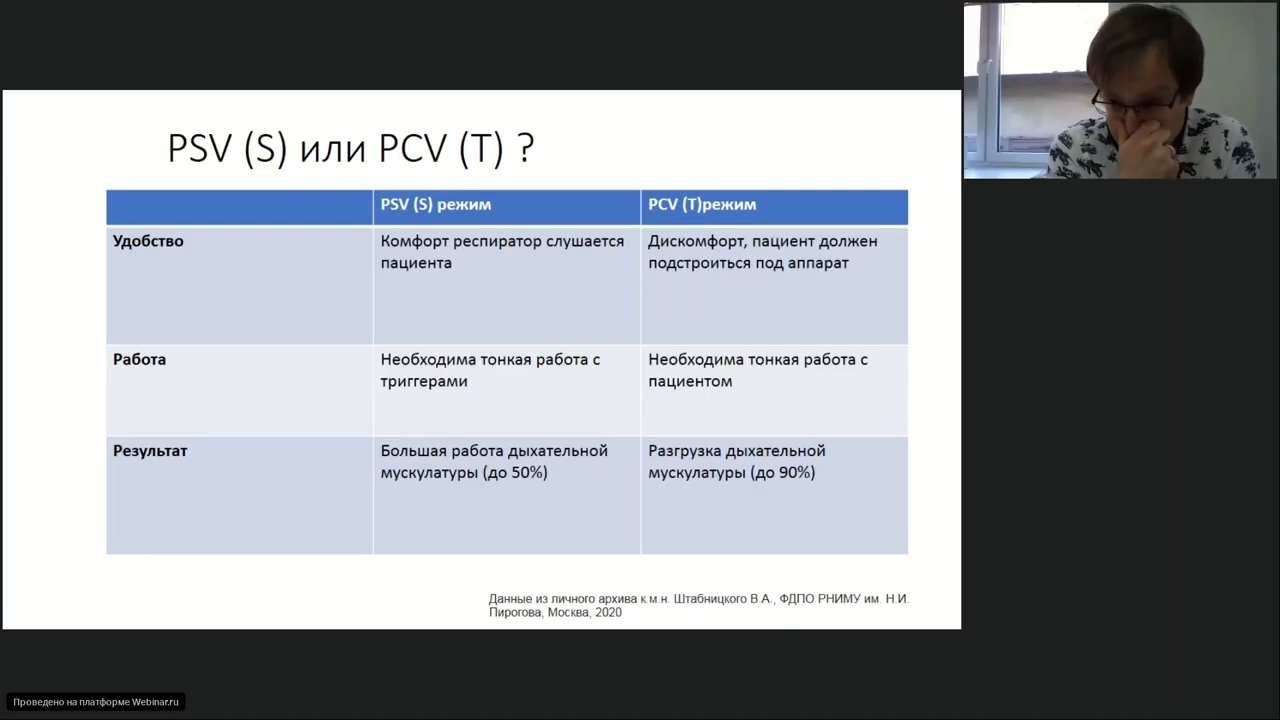 PSV (S) или PCV (T) ?
PSV (S) режим
PCV (T)режим
Удобство
Комфорт респиратор слушается
пациента
Дискомфорт, пациент должен
подстроиться под аппарат
Работа
Необходима тонкая работа с
триггерами
Необходима тонкая работа с
пациентом
Результат
Большая работа дыхательной
мускулатуры (до 50%)
Разгрузка дыхательной
мускулатуры (до 90%)
Данные из личного архива к.м.н. Штабницкого В.А., ФДПО РНИМУ им. Н.И.
Пирогова, Москва, 2020
Проведено на платформе Webinar.ru